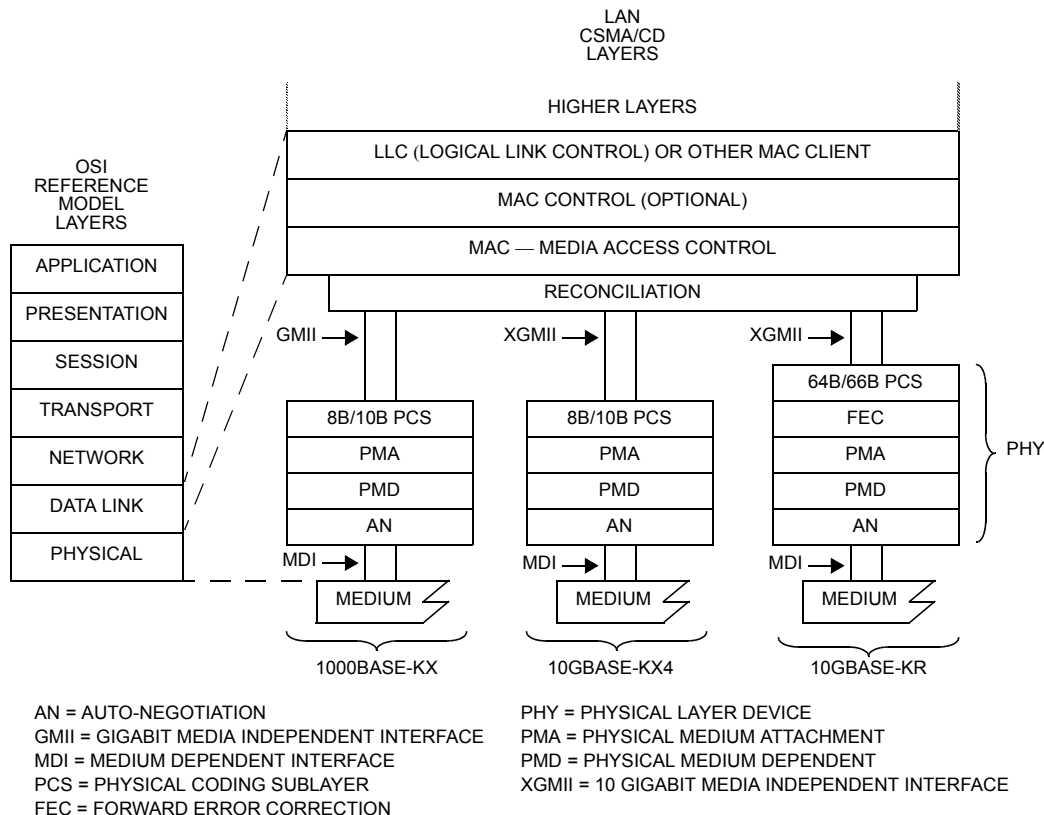 LAN
CSMA/CD
LAYERS
HIGHER LAYERS
LLC (LOGICAL LINK CONTROL) OR OTHER MAC CLIENT
MAC CONTROL (OPTIONAL)
MAC — MEDIA ACCESS CONTROL
RECONCILIATION
OSI
REFERENCE
MODEL
LAYERS
APPLICATION
PRESENTATION
SESSION
TRANSPORT
NETWORK
DATA LINK
PHYSICAL
GMII
8B/10B PCS
PMA
PMD
AN
MDI
MEDIUM
1000BASE-KX
XGMII
8B/10B PCS
PMA
PMD
AN
MDI
MEDIUM
10GBASE-KX4
XGMII
64B/66B PCS
FEC
PMA
PMD
AN
PHY
MDI
MEDIUM
10GBASE-KR
AN = AUTO-NEGOTIATION
GMII = GIGABIT MEDIA INDEPENDENT INTERFACE
MDI = MEDIUM DEPENDENT INTERFACE
PCS = PHYSICAL CODING SUBLAYER
FEC = FORWARD ERROR CORRECTION
PHY = PHYSICAL LAYER DEVICE
PMA = PHYSICAL MEDIUM ATTACHMENT
PMD = PHYSICAL MEDIUM DEPENDENT
XGMII = 10 GIGABIT MEDIA INDEPENDENT INTERFACE